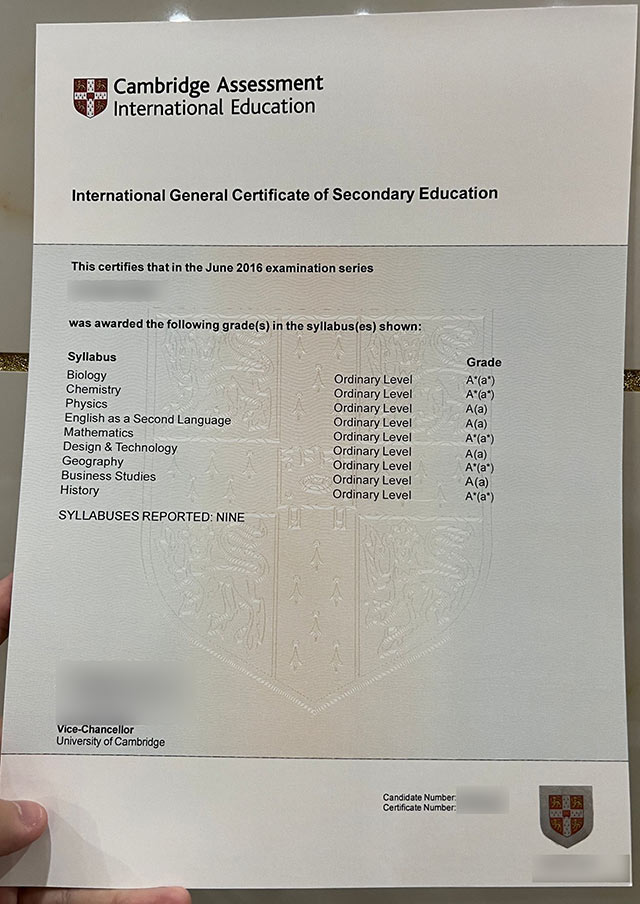 Cambridge Assessment
International Education
International General Certificate of Secondary Education
This certifies that in the June 2016 examination series
was awarded the following grade(s) in the syllabus(es) shown:
Syllabus Grade
Biology Ordinary Level A*(a*)
Chemistry Ordinary Level A*(a*)
Physics Ordinary Level A(a)
English as a Second Language Ordinary Level A(a)
Mathematics Ordinary Level A*(a*)
Design & Technology Ordinary Level A(a)
Geography Ordinary Level A*(a*)
Business Studies Ordinary Level A(a)
History Ordinary Level A*(a*)
SYLLABUSES REPORTED: NINE
Vice-Chancellor
University of Cambridge
Candidate Number:
Certificate Number: